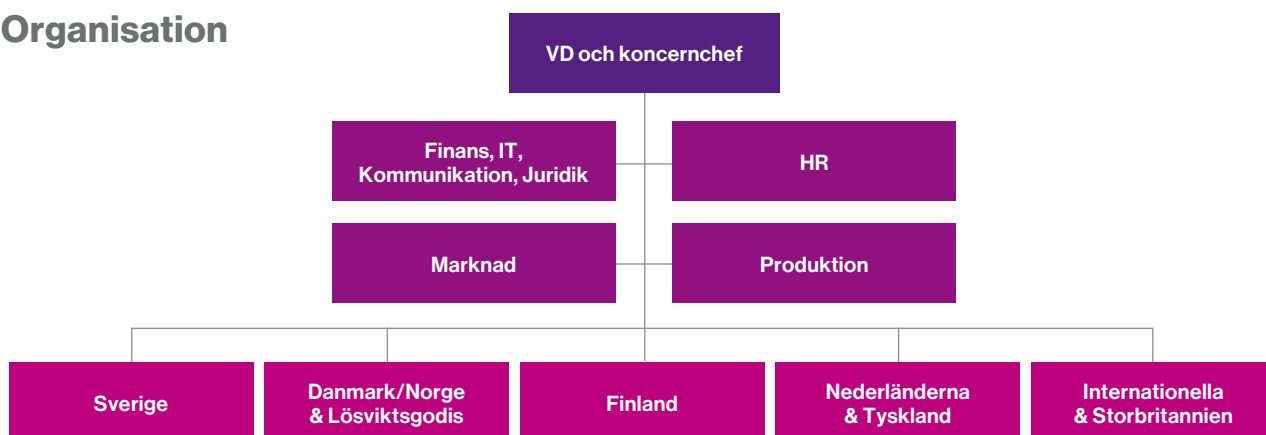 Organisation
VD och koncernchef
Finans, IT,
Kommunikation, Juridik
HR
Marknad
Produktion
Sverige
Danmark/Norge
& Lösviktsgodis
Finland
Nederländerna
& Tyskland
Internationella
& Storbritannien